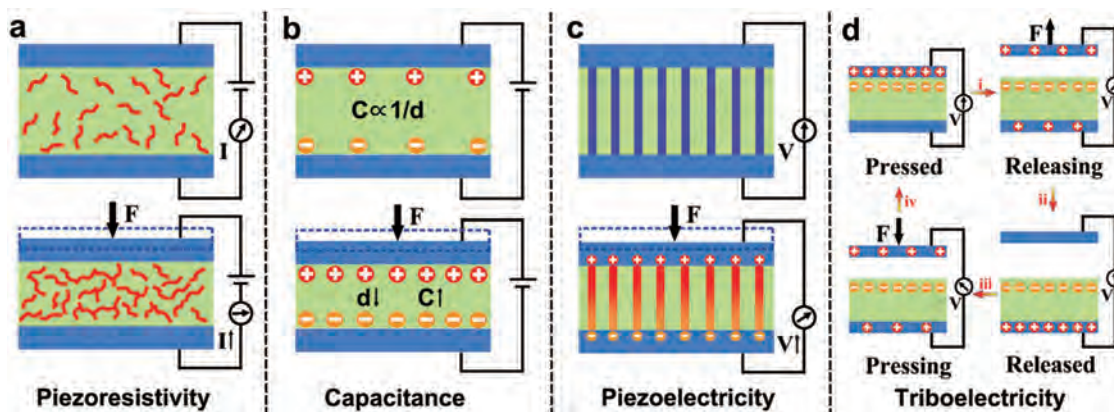 a
I
F
I↑
Piezoresistivity
b
C∝1/d
F
d↓ C↑
Capacitance
c
V
F
V↑
Piezoelectricity
d
F
i
V
V
Pressed
Releasing
iv
ii
F
iii
V
V
Pressing
Released
Triboelectricity